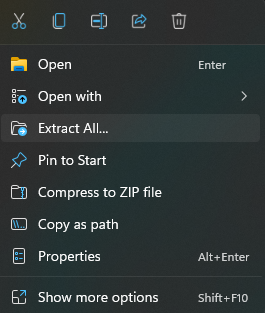 Open Enter
Open with
Extract All...
Pin to Start
Compress to ZIP file
Copy as path
Properties Alt+Enter
Show more options Shift+F10